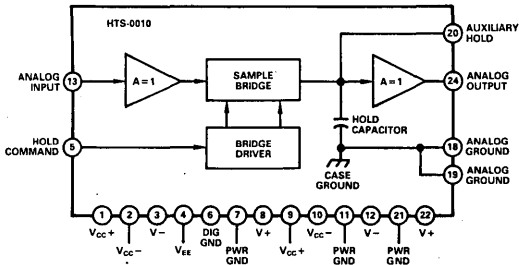 HTS-0010
20
AUXILIARY
HOLD
ANALOG
INPUT
13
A = 1
SAMPLE
BRIDGE
A = 1
24
ANALOG
OUTPUT
HOLD
CAPACITOR
HOLD
COMMAND
5
BRIDGE
DRIVER
18
ANALOG
GROUND
CASE
GROUND
19
ANALOG
GROUND
1 2 3 4 6 7 8 9 10 11 12 21 22
VCC+ VCC- V- VEE DIG GND PWR GND V+ VCC+ VCC- PWR GND V- PWR GND V+